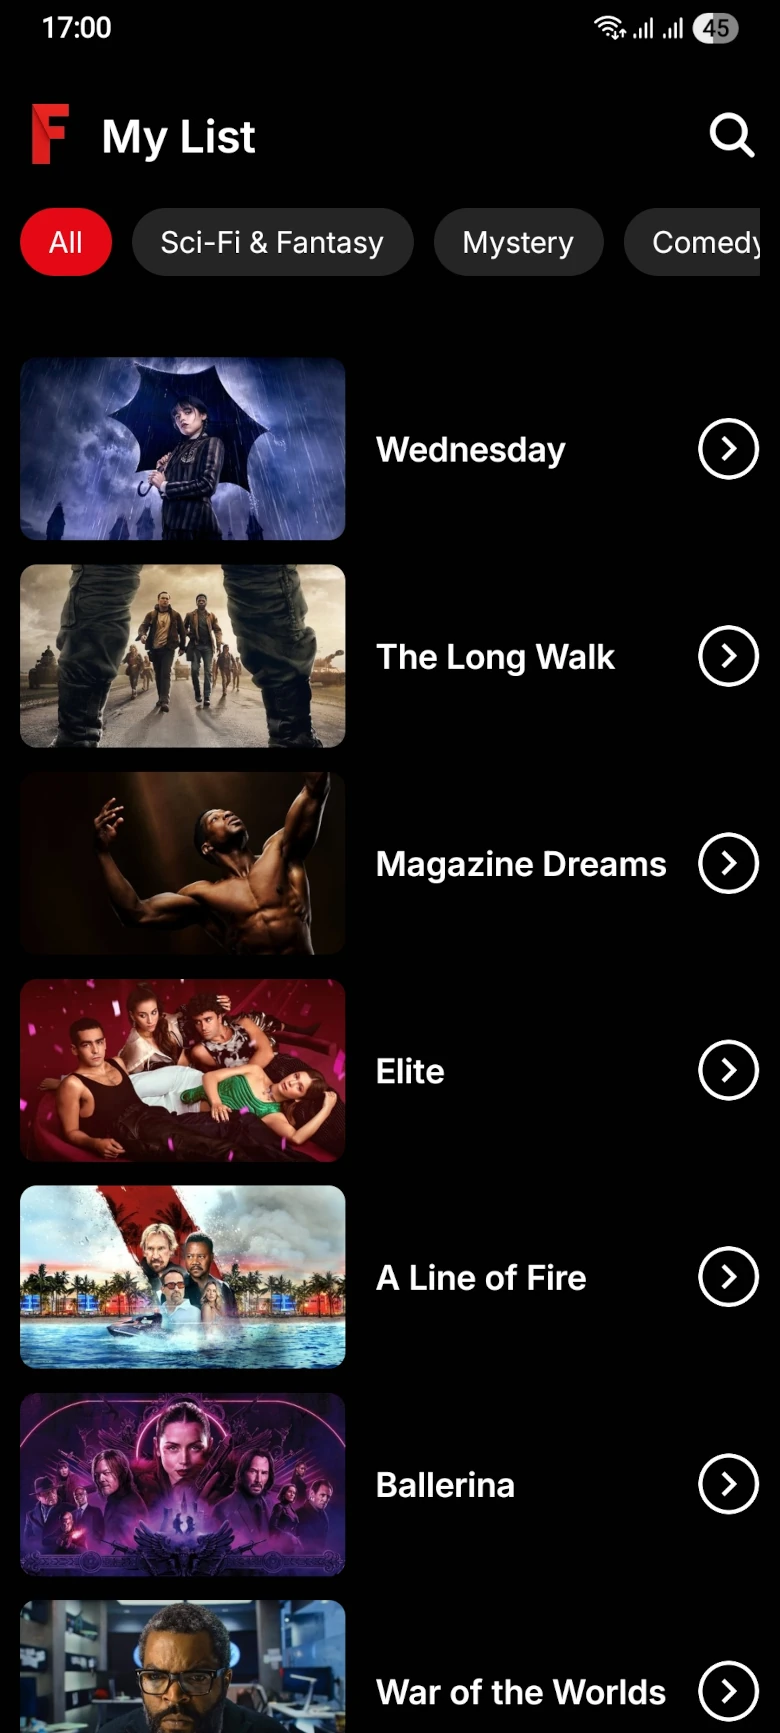 17:00
45
F My List
All Sci-Fi & Fantasy Mystery Comedy
Wednesday
The Long Walk
Magazine Dreams
Elite
A Line of Fire
Ballerina
War of the Worlds